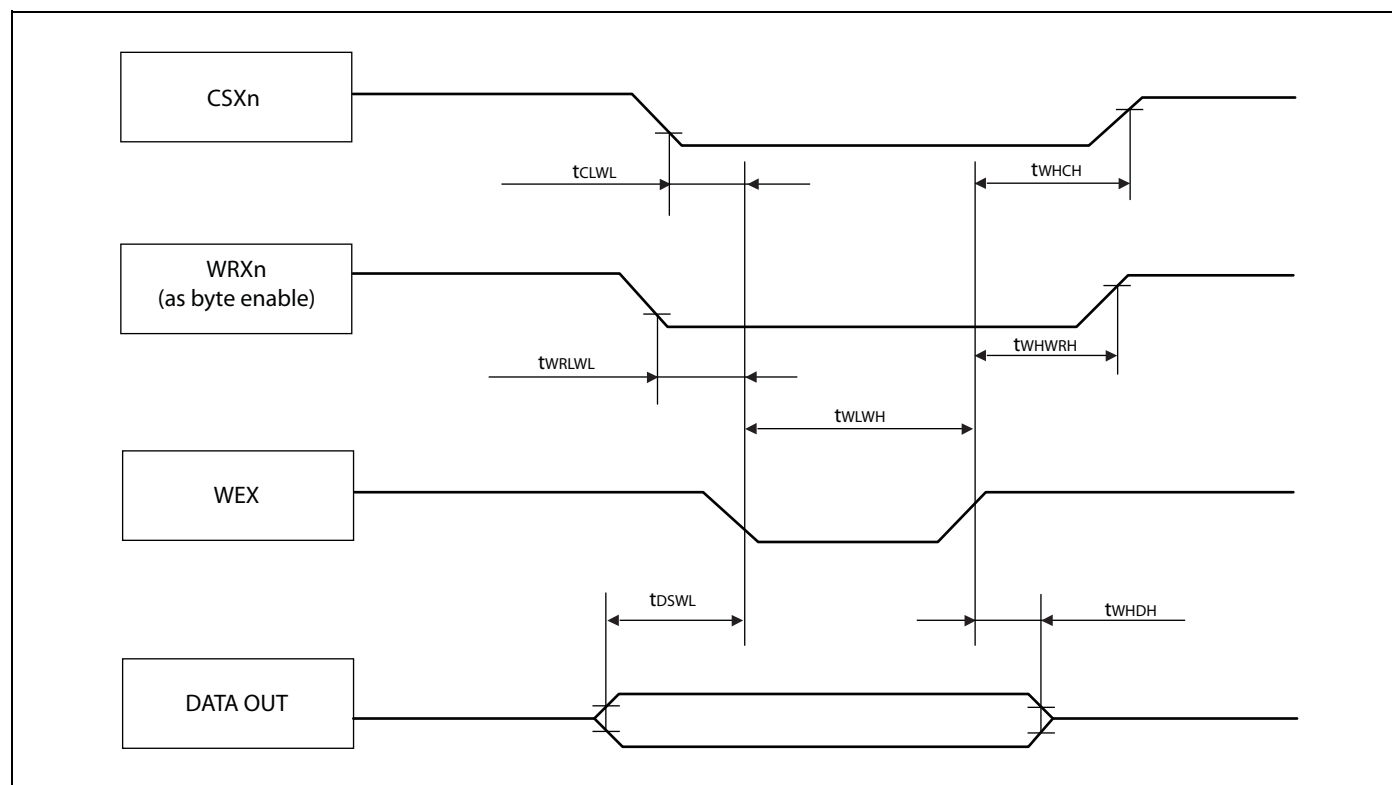 CSXn
tCLWL
tWHCH
WRXn
(as byte enable)
tWHWRH
tWRLWL
tWLWH
WEX
tDSWL
tWHDH
DATA OUT